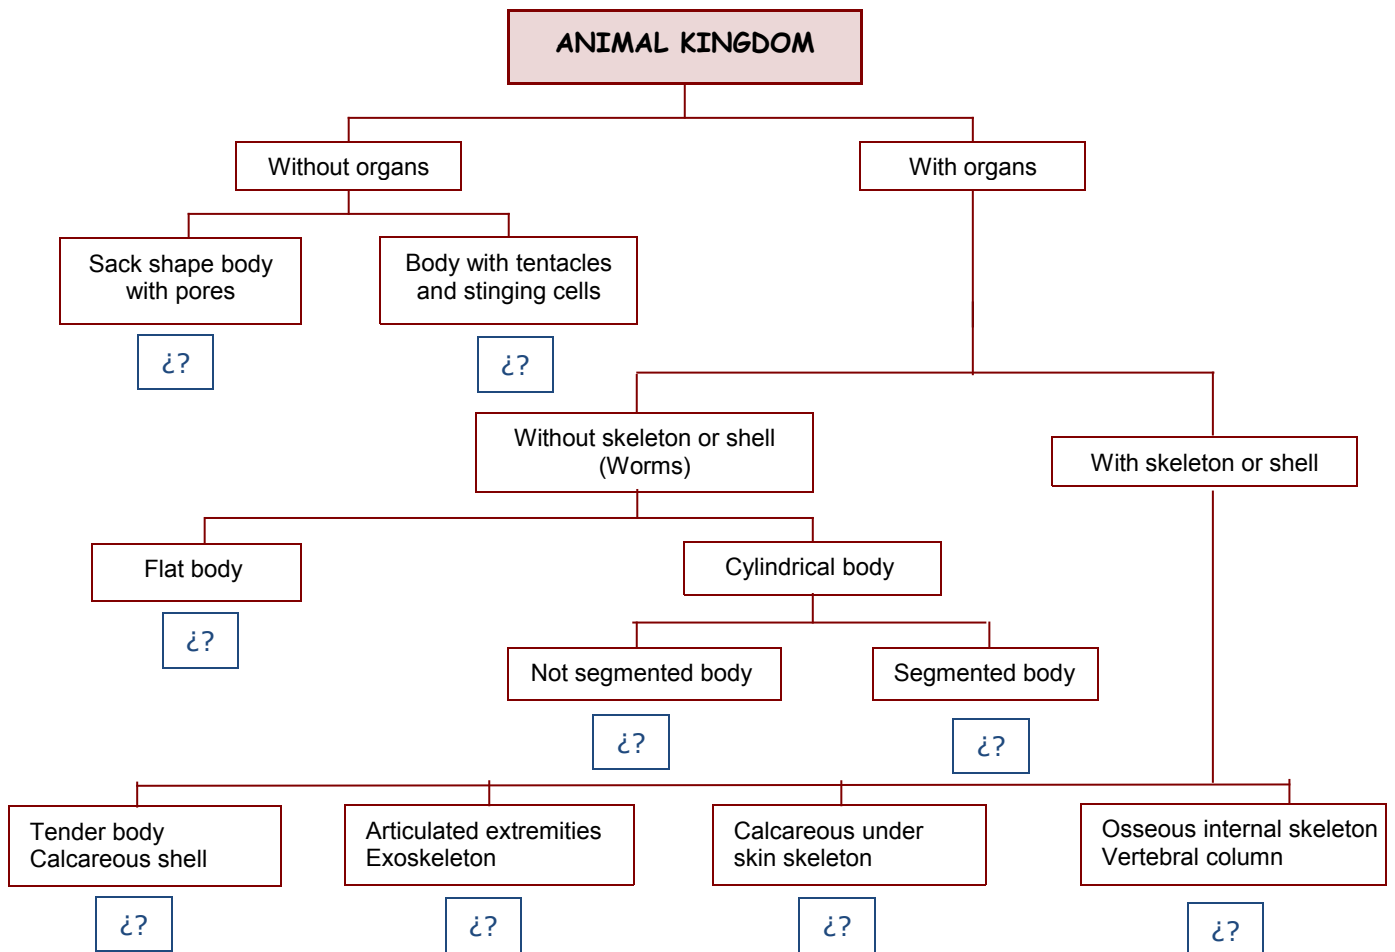 ANIMAL KINGDOM
Without organs
With organs
Sack shape body
with pores
Body with tentacles
and stinging cells
¿?
¿?
Without skeleton or shell
(Worms)
With skeleton or shell
Flat body
Cylindrical body
¿?
Not segmented body
Segmented body
¿?
¿?
Tender body
Calcareous shell
Articulated extremities
Exoskeleton
Calcareous under
skin skeleton
Osseous internal skeleton
Vertebral column
¿?
¿?
¿?
¿?